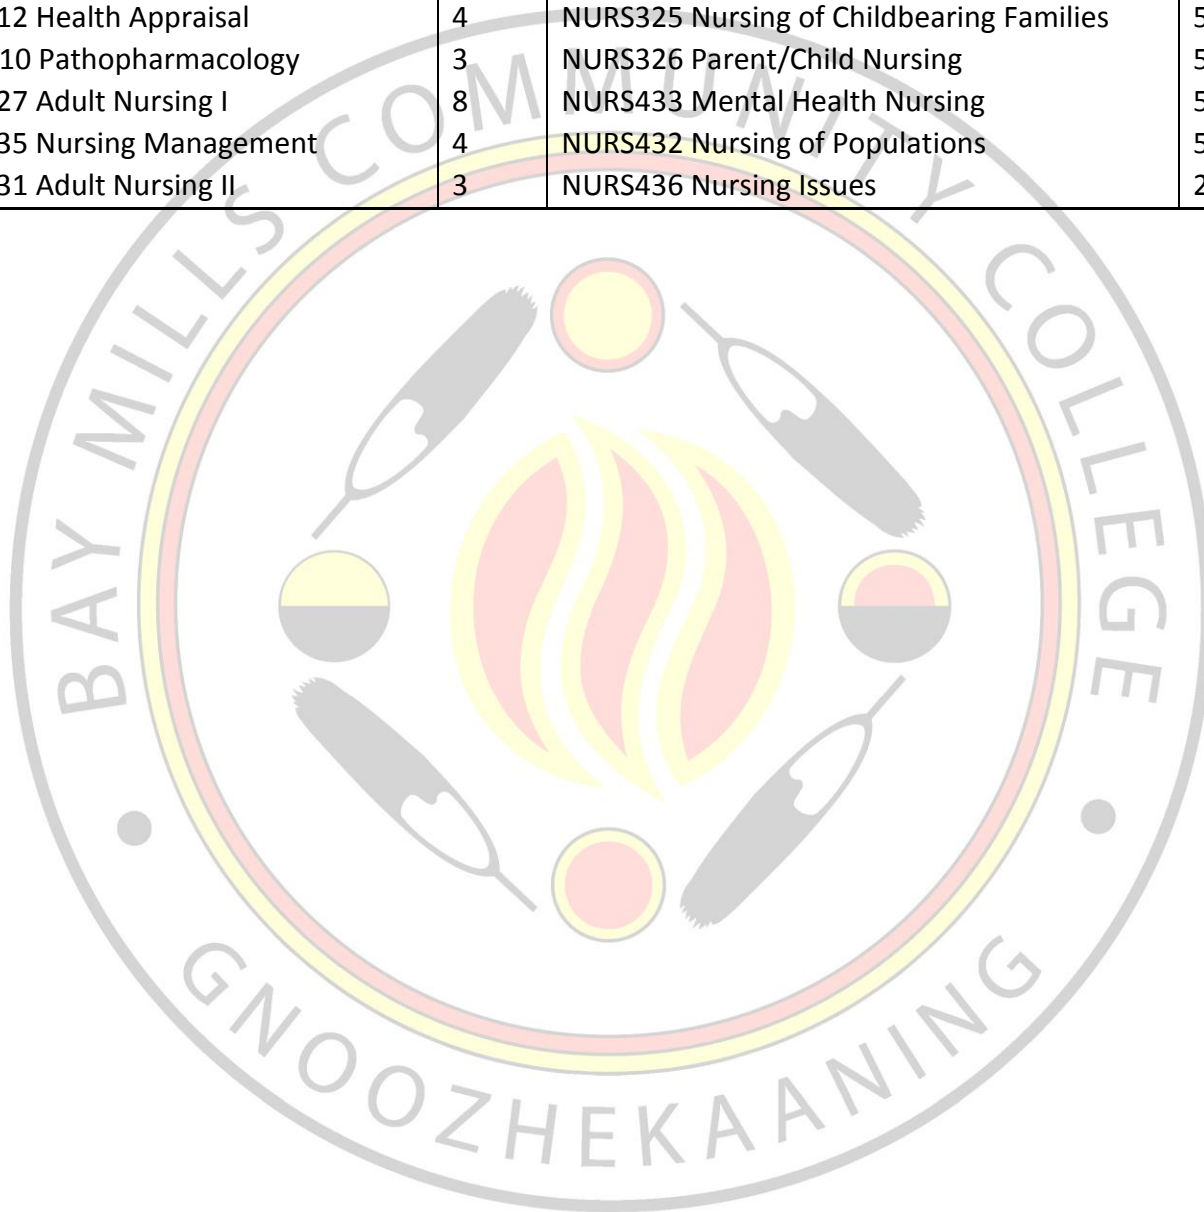 12 Health Appraisal 4 NURS325 Nursing of Childbearing Families 5
10 Pathopharmacology 3 NURS326 Parent/Child Nursing 5
27 Adult Nursing I 8 NURS433 Mental Health Nursing 5
35 Nursing Management 4 NURS432 Nursing of Populations 5
31 Adult Nursing II 3 NURS436 Nursing Issues 2
BAY MILLS COMMUNITY COLLEGE
GNOOZHEKAANING